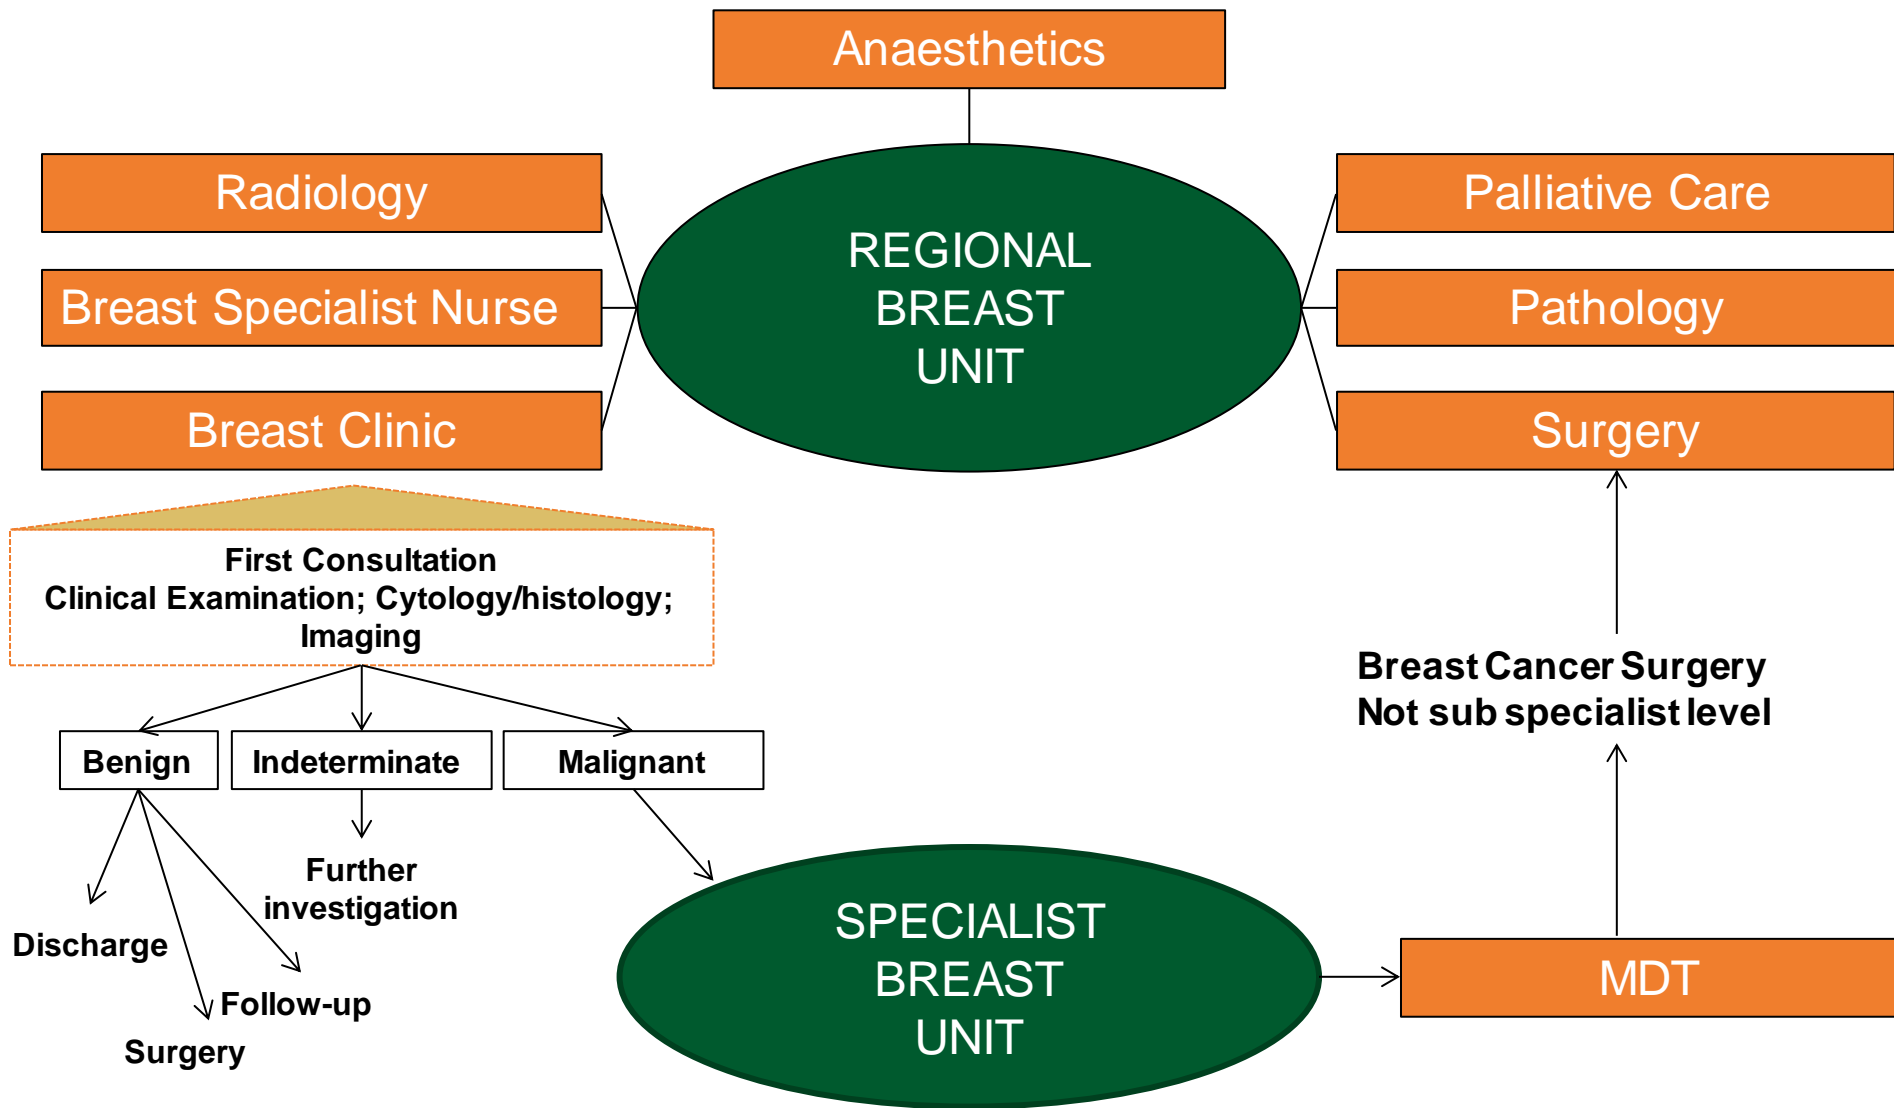 Anaesthetics
Radiology
Breast Specialist Nurse
Breast Clinic
REGIONAL
BREAST
UNIT
Palliative Care
Pathology
Surgery
First Consultation
Clinical Examination; Cytology/histology;
Imaging
Benign
Indeterminate
Malignant
Discharge
Surgery
Follow-up
Further
investigation
SPECIALIST
BREAST
UNIT
MDT
Breast Cancer Surgery
Not sub specialist level